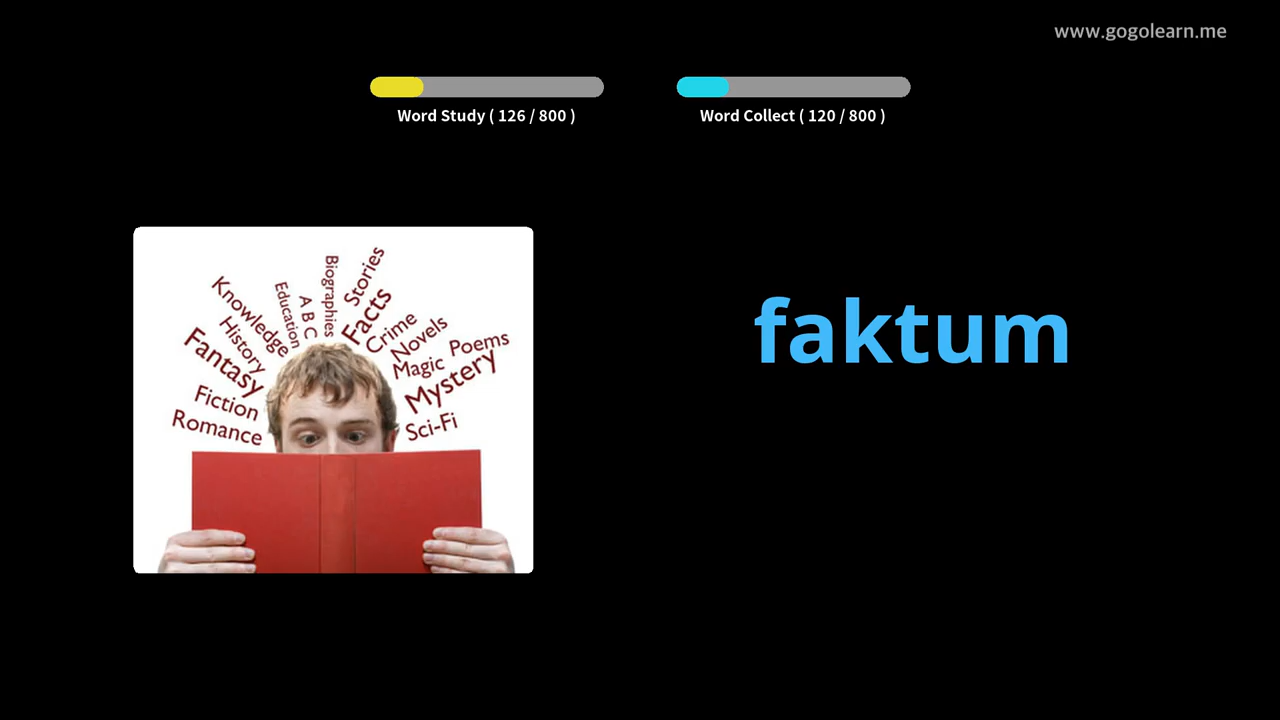 www.gogolearn.me
Word Study ( 126 / 800 )
Word Collect ( 120 / 800 )
faktum
Romance
Fiction
Fantasy
History
Knowledge
Education
A B C
Biographies
Stories
Facts
Crime
Novels
Magic
Poems
Mystery
Sci-Fi